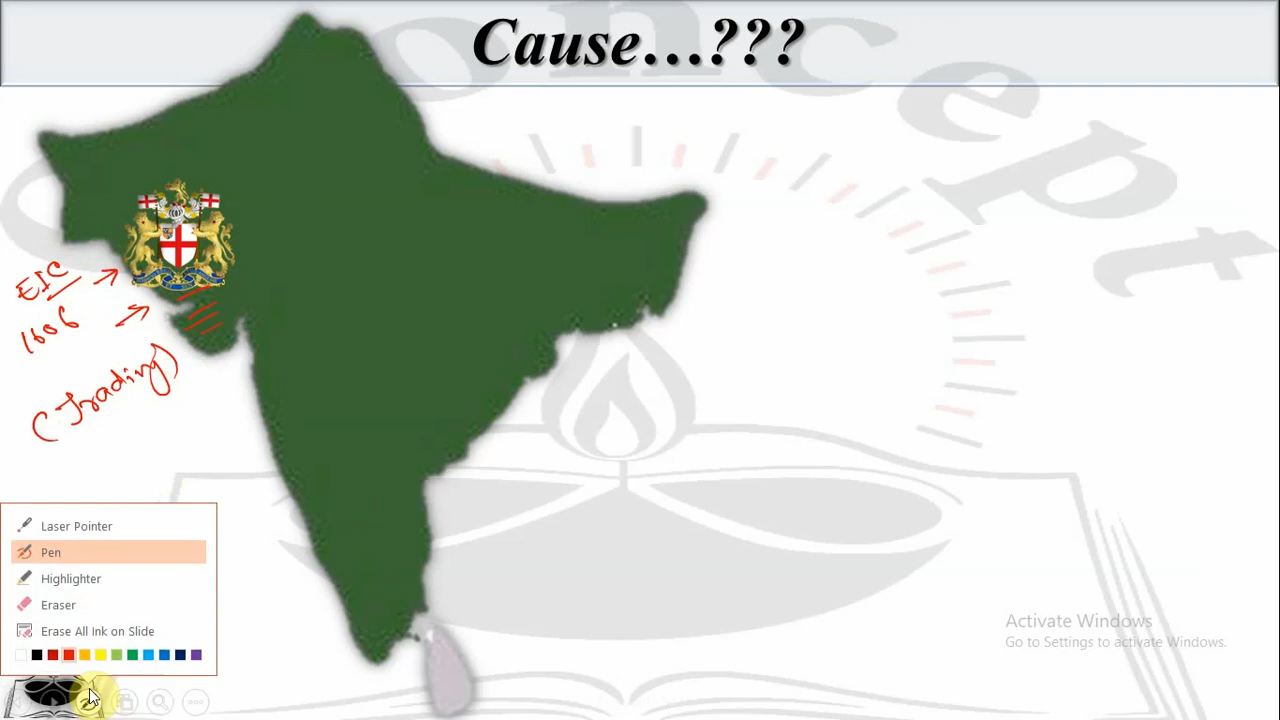 Cause...???
oncept
EIC
1606
(Trading)
Laser Pointer
Pen
Highlighter
Eraser
Erase All Ink on Slide
Activate Windows
Go to Settings to activate Windows.